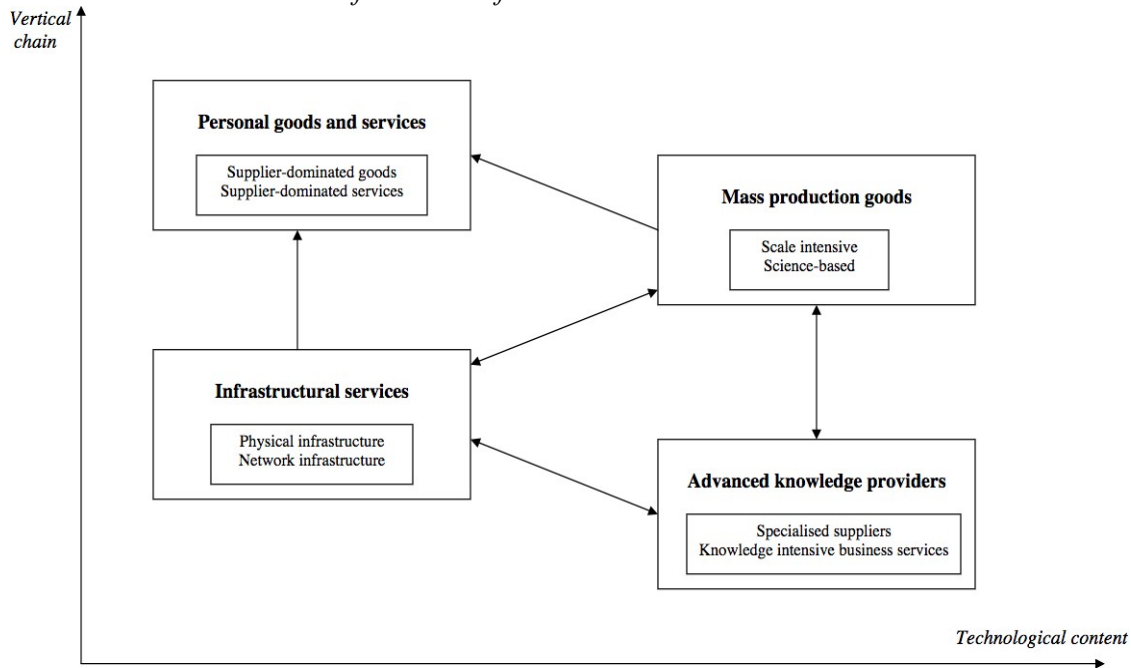 Vertical
chain
Personal goods and services
Supplier-dominated goods
Supplier-dominated services
Mass production goods
Scale intensive
Science-based
Infrastructural services
Physical infrastructure
Network infrastructure
Advanced knowledge providers
Specialised suppliers
Knowledge intensive business services
Technological content